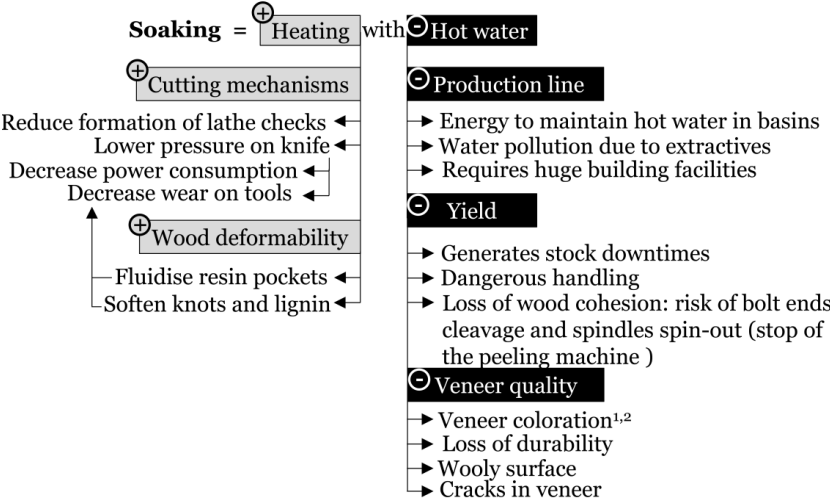 Soaking = Heating with Hot water
Cutting mechanisms
Reduce formation of lathe checks
Lower pressure on knife
Decrease power consumption
Decrease wear on tools
Wood deformability
Fluidise resin pockets
Soften knots and lignin
Production line
Energy to maintain hot water in basins
Water pollution due to extractives
Requires huge building facilities
Yield
Generates stock downtimes
Dangerous handling
Loss of wood cohesion: risk of bolt ends
cleavage and spindles spin-out (stop of
the peeling machine )
Veneer quality
Veneer coloration¹,²
Loss of durability
Wooly surface
Cracks in veneer